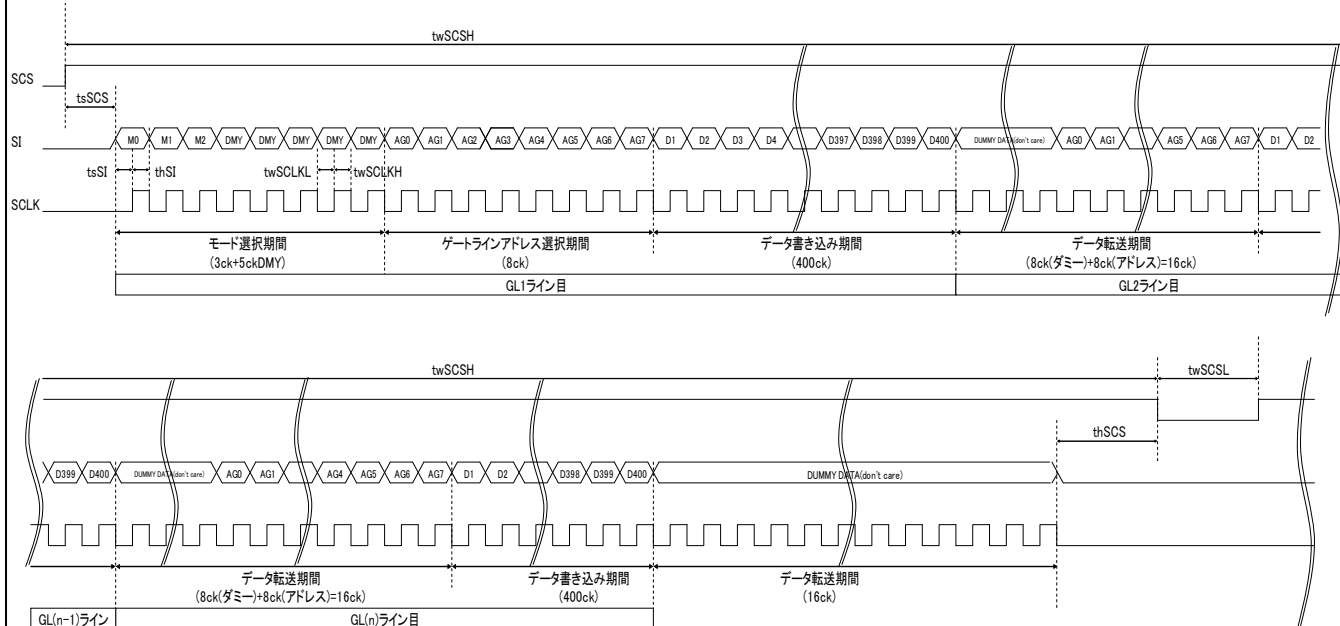 twSCSH
SCS
tsSCS
SI M0 M1 M2 DMY DMY DMY DMY DMY AG0 AG1 AG2 AG3 AG4 AG5 AG6 AG7 D1 D2 D3 D4 D397 D398 D399 D400 DUMMY DATA(don't care) AG0 AG1 AG5 AG6 AG7 D1 D2
tsSI thSI twSCLKL twSCLKH
SCLK
モード選択期間 ゲートラインアドレス選択期間 データ書き込み期間 データ転送期間
(3ck+5ckDMY) (8ck) (400ck) (8ck(ダミー)+8ck(アドレス)=16ck)
GL1ライン目 GL2ライン目
twSCSH twSCSL
thSCS
D399 D400 DUMMY DATA(don't care) AG0 AG1 AG4 AG5 AG6 AG7 D1 D2 D398 D399 D400 DUMMY DATA(don't care)
データ転送期間 データ書き込み期間 データ転送期間
(8ck(ダミー)+8ck(アドレス)=16ck) (400ck) (16ck)
GL(n-1)ライン GL(n)ライン目